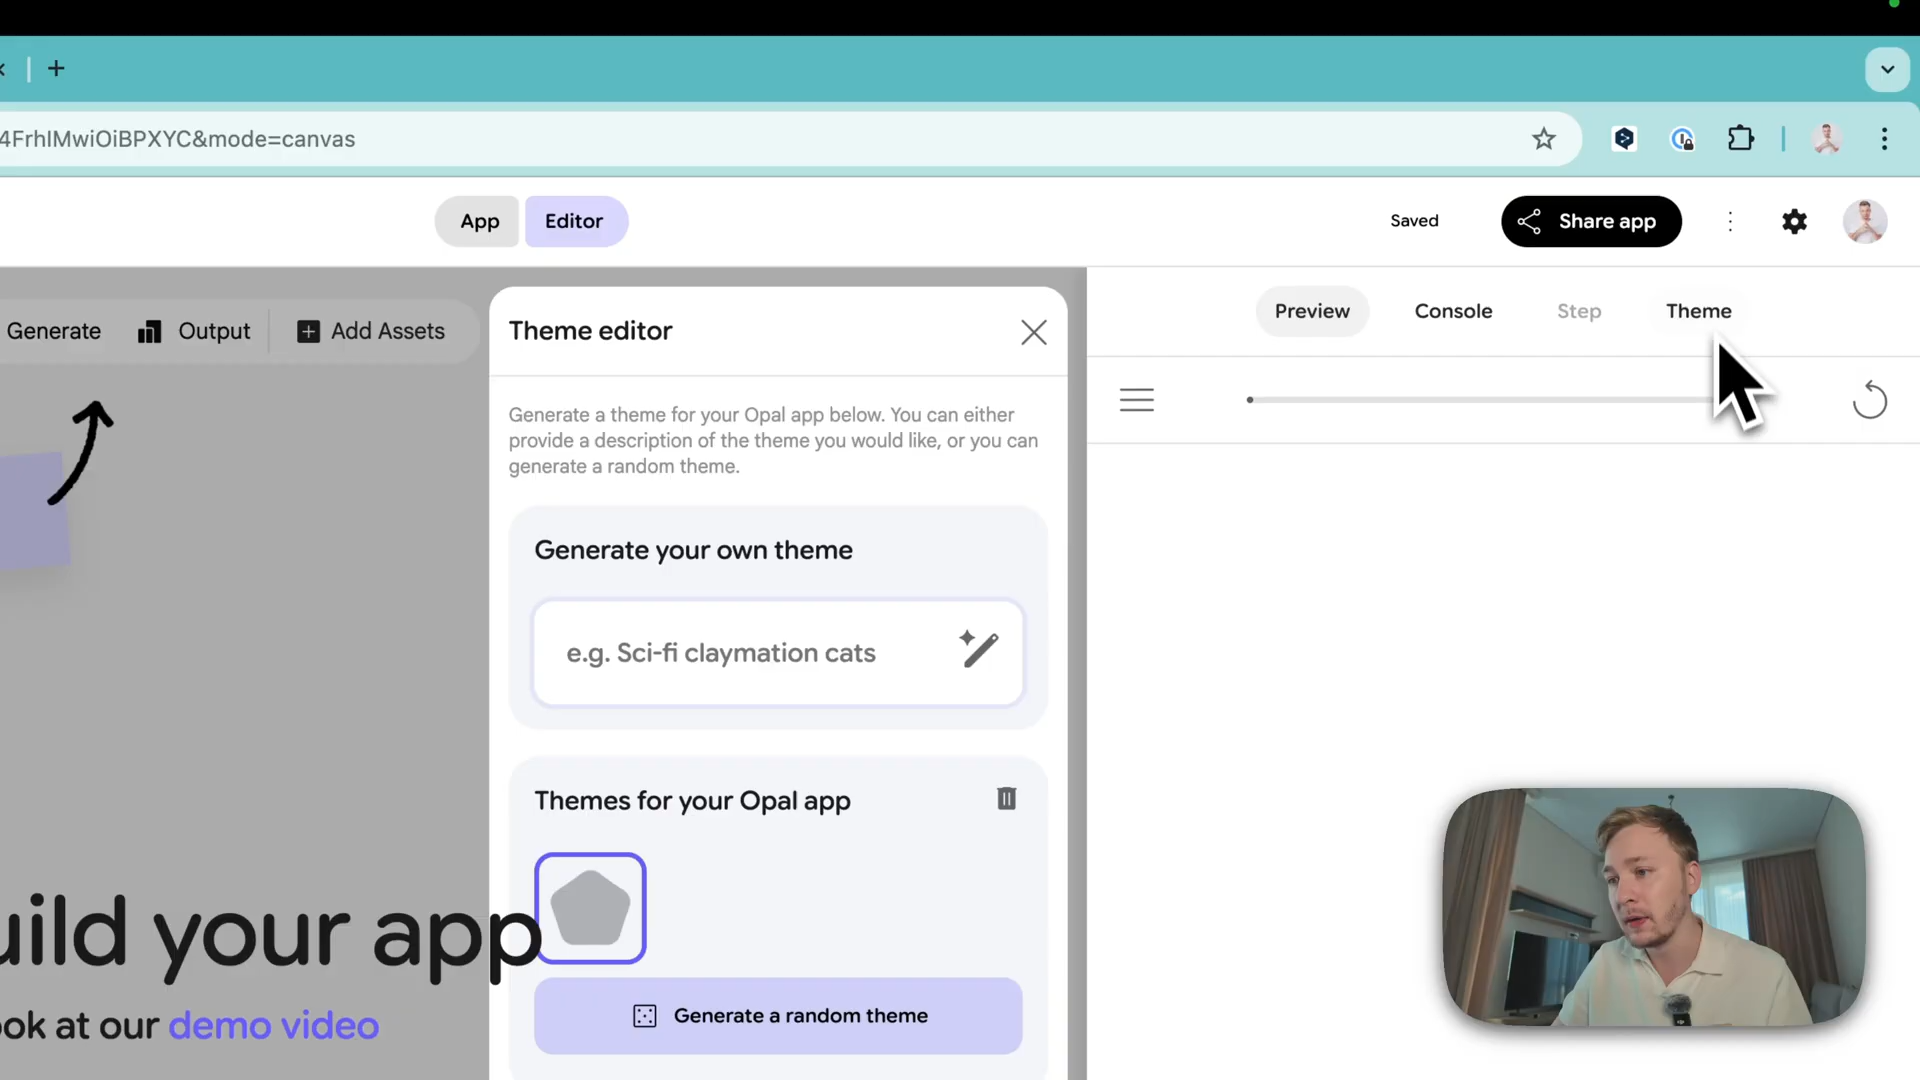 4FrhIMwiOiBPXYC&mode=canvas
App
Editor
Saved
Share app
Generate
Output
Add Assets
Theme editor
Preview
Console
Step
Theme
Generate a theme for your Opal app below. You can either
provide a description of the theme you would like, or you can
generate a random theme.
Generate your own theme
e.g. Sci-fi claymation cats
Themes for your Opal app
uild your app
ook at our demo video
Generate a random theme